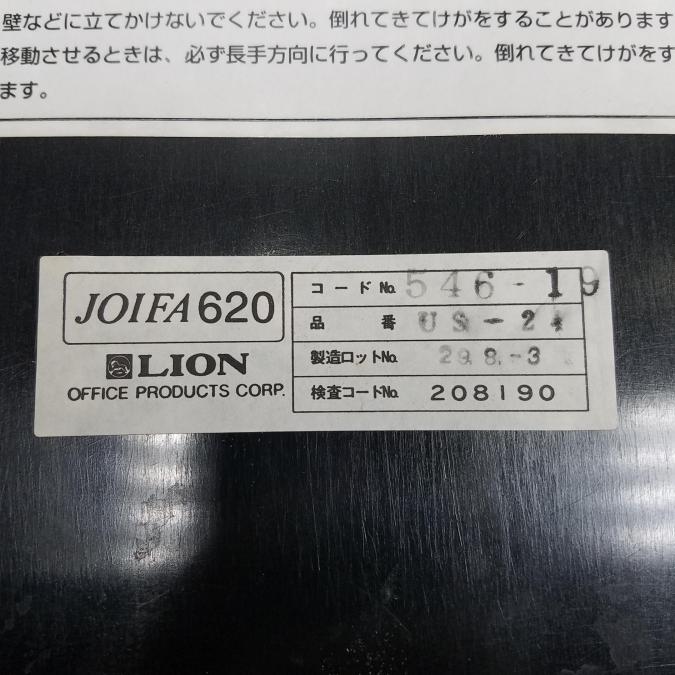 壁などに立てかけないでください。倒れてきてけがをすることがあります
移動させるときは、必ず長手方向に行ってください。倒れてきてけがをす
ます。
JOIFA620
LION
OFFICE PRODUCTS CORP.
コードNo. 546-19
品番 US-24
製造ロットNo. 29.8.-3
検査コートNo. 208190